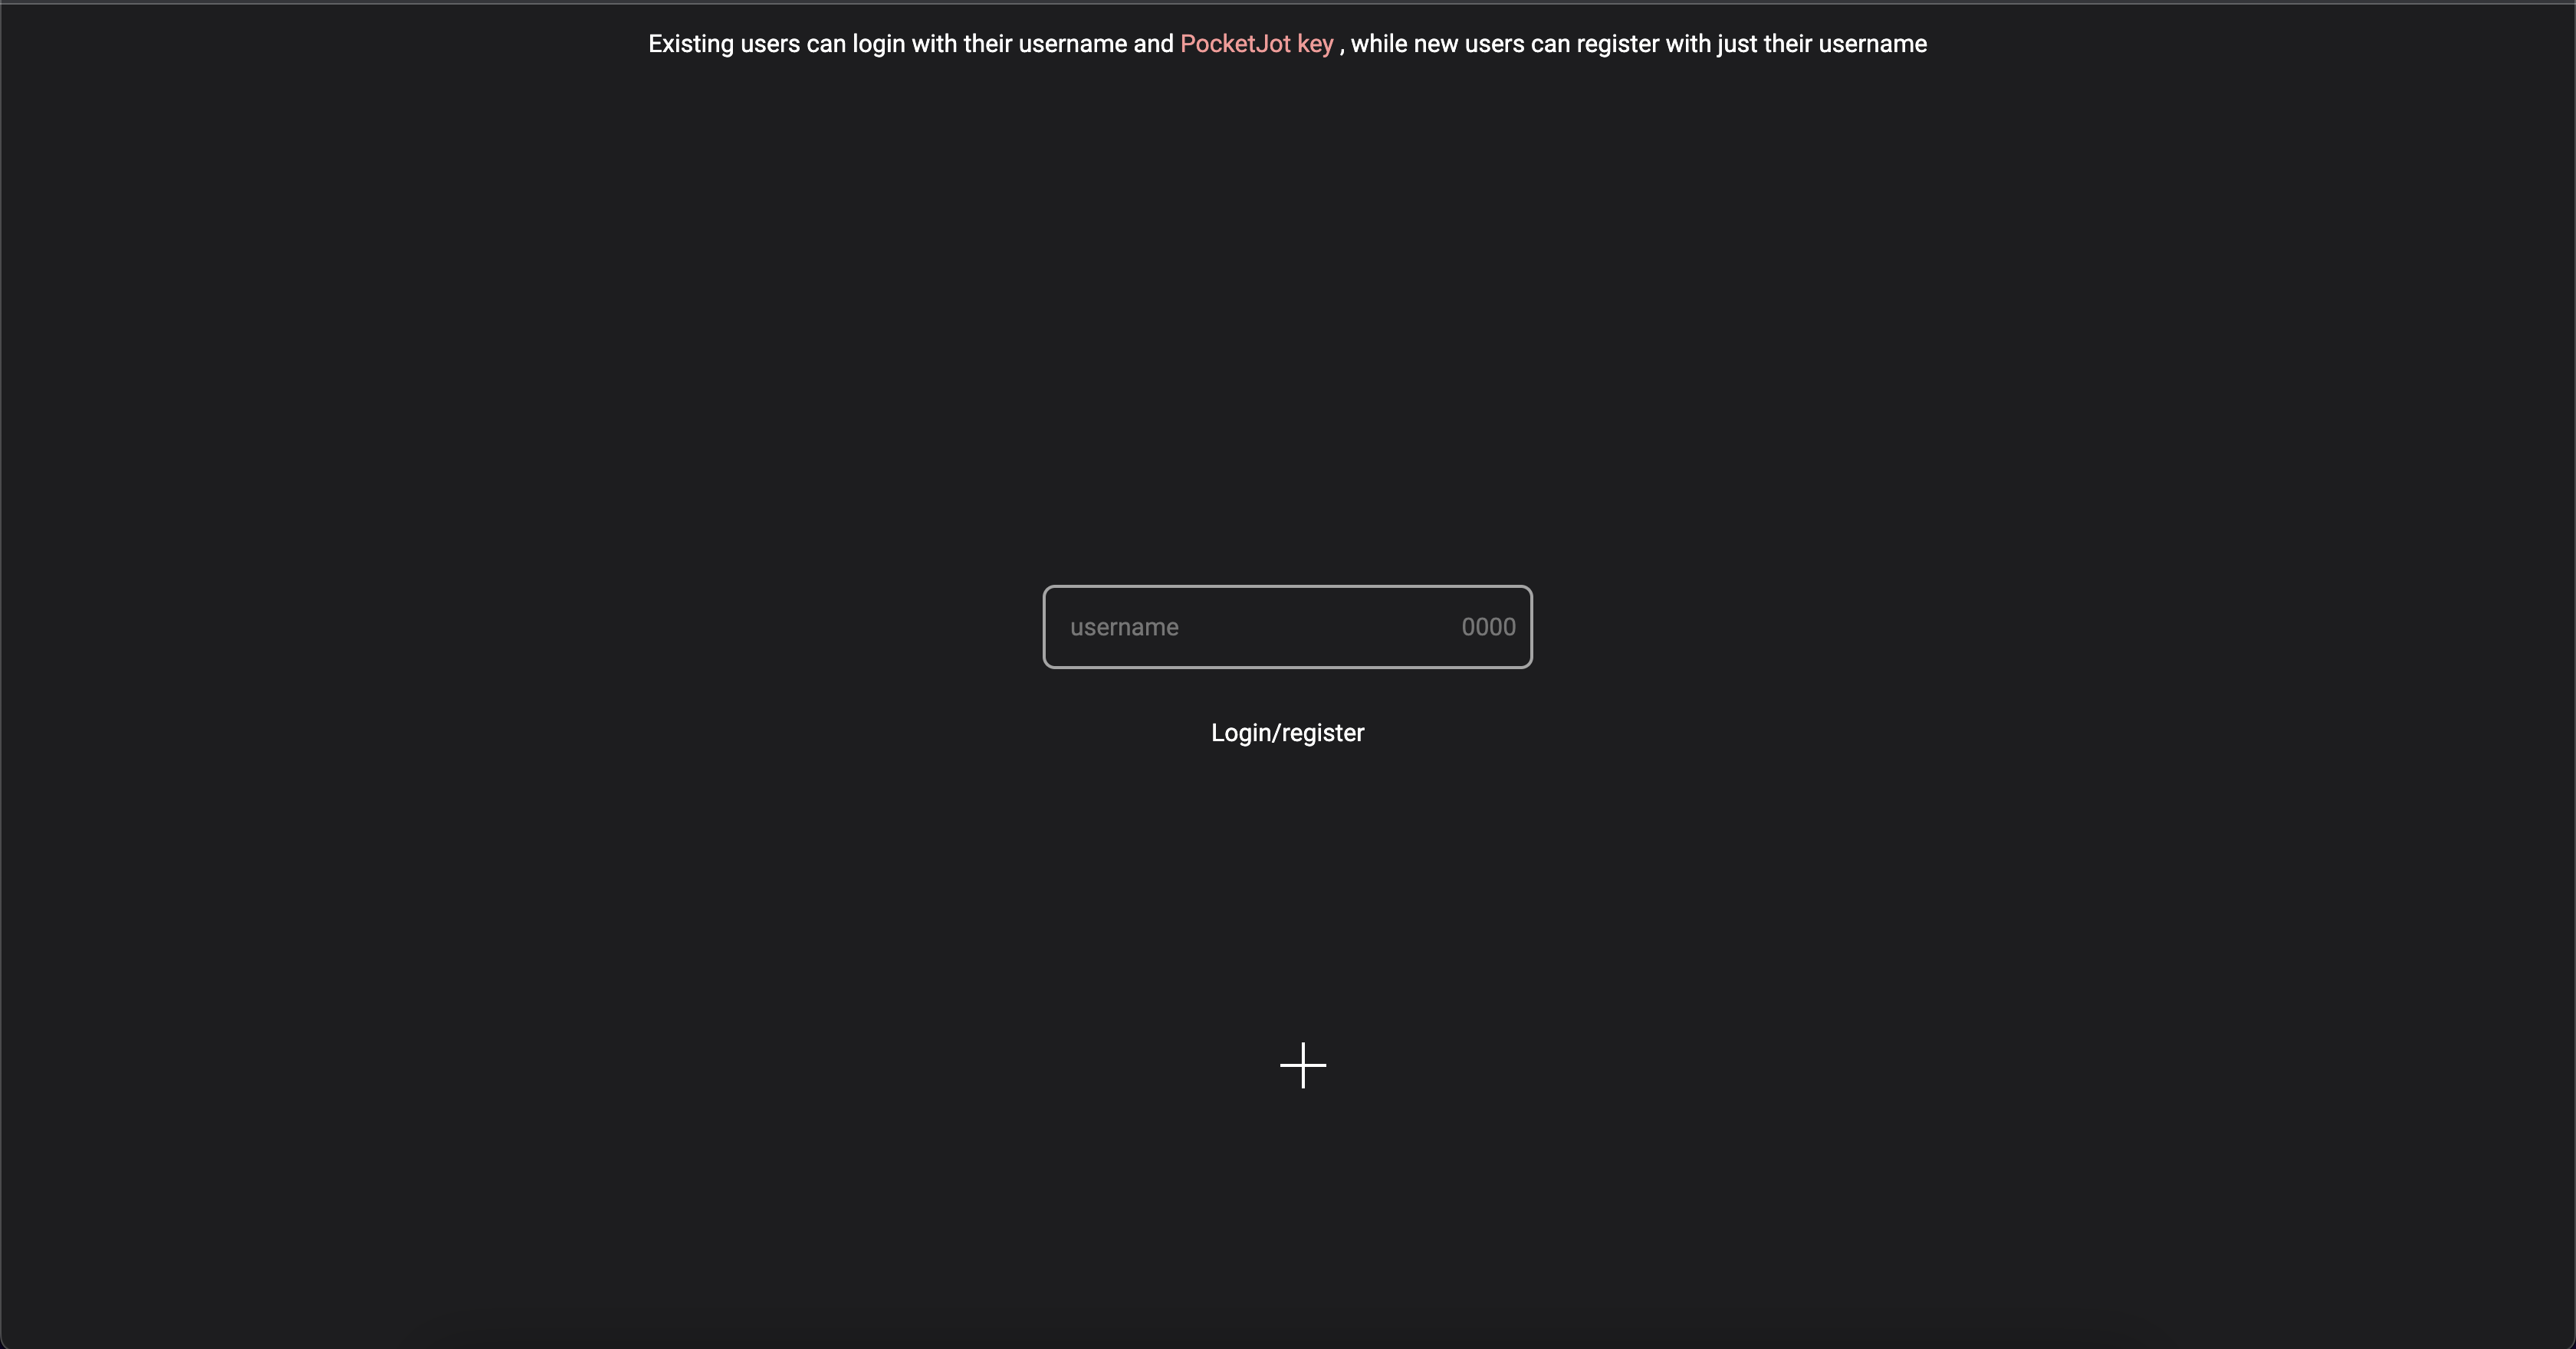 Existing users can login with their username and PocketJot key , while new users can register with just their username
username 0000
Login/register